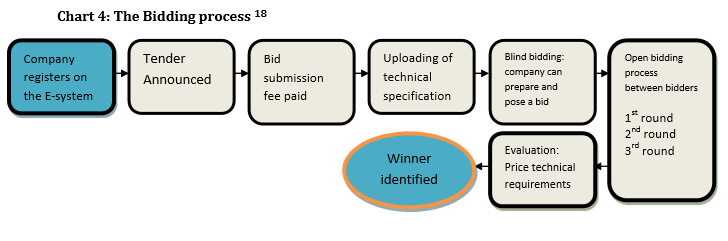 Chart 4: The Bidding process 18
Company
registers on
the E-system
Tender
Announced
Bid
submission
fee paid
Uploading of
technical
specification
Blind bidding:
company can
prepare and
pose a bid
Open bidding
process
between bidders
1st round
2nd round
3rd round
Evaluation:
Price technical
requirements
Winner
identified